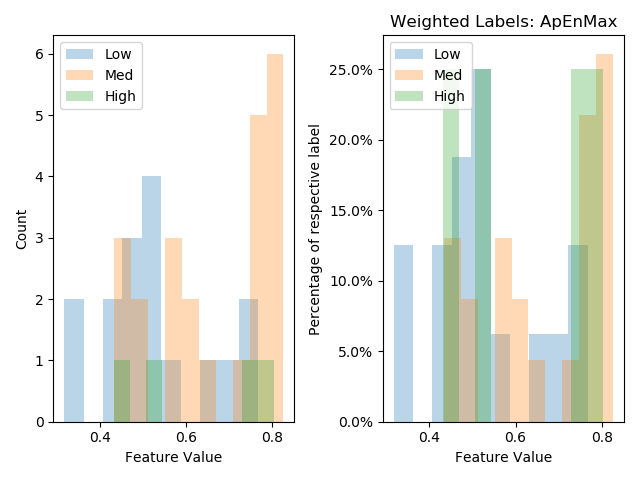 Weighted Labels: ApEnMax
Low
Med
High
6
5
4
3
2
1
0
Count
0.4
0.6
0.8
Feature Value
Low
Med
High
25.0%
20.0%
15.0%
10.0%
5.0%
0.0%
Percentage of respective label
0.4
0.6
0.8
Feature Value